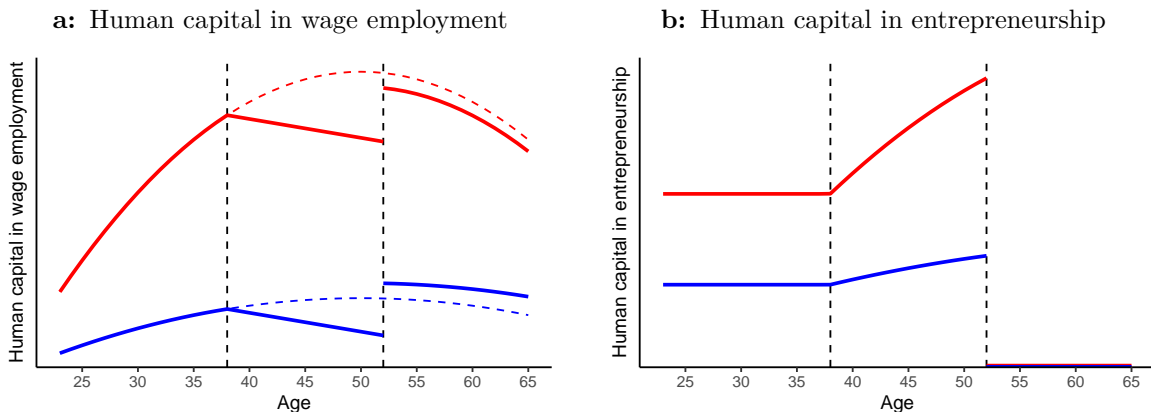 a: Human capital in wage employment
Human capital in wage employment
25 30 35 40 45 50 55 60 65
Age
b: Human capital in entrepreneurship
Human capital in entrepreneurship
25 30 35 40 45 50 55 60 65
Age